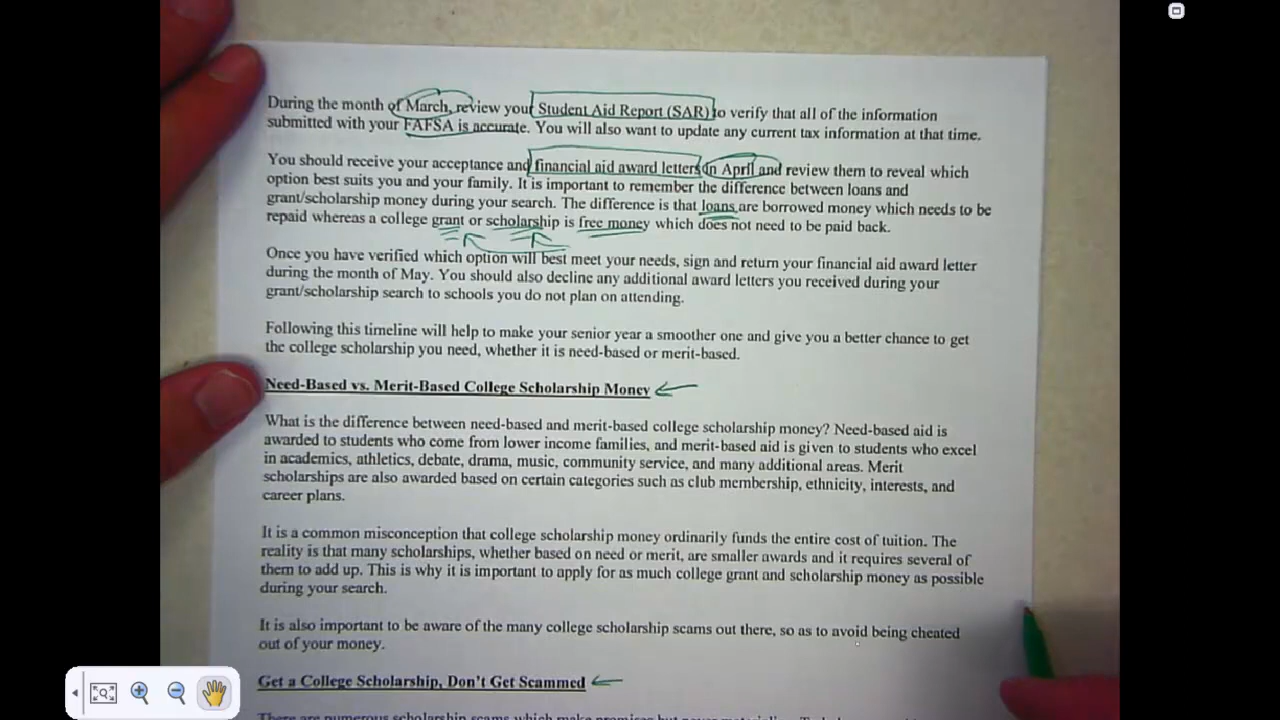 During the month of March, review your Student Aid Report (SAR) to verify that all of the information
submitted with your FAFSA is accurate. You will also want to update any current tax information at that time.
You should receive your acceptance and financial aid award letters in April and review them to reveal which
option best suits you and your family. It is important to remember the difference between loans and
grant/scholarship money during your search. The difference is that loans are borrowed money which needs to be
repaid whereas a college grant or scholarship is free money which does not need to be paid back.
Once you have verified which option will best meet your needs, sign and return your financial aid award letter
during the month of May. You should also decline any additional award letters you received during your
grant/scholarship search to schools you do not plan on attending.
Following this timeline will help to make your senior year a smoother one and give you a better chance to get
the college scholarship you need, whether it is need-based or merit-based.
Need-Based vs. Merit-Based College Scholarship Money
What is the difference between need-based and merit-based college scholarship money? Need-based aid is
awarded to students who come from lower income families, and merit-based aid is given to students who excel
in academics, athletics, debate, drama, music, community service, and many additional areas. Merit
scholarships are also awarded based on certain categories such as club membership, ethnicity, interests, and
career plans.
It is a common misconception that college scholarship money ordinarily funds the entire cost of tuition. The
reality is that many scholarships, whether based on need or merit, are smaller awards and it requires several of
them to add up. This is why it is important to apply for as much college grant and scholarship money as possible
during your search.
It is also important to be aware of the many college scholarship scams out there, so as to avoid being cheated
out of your money.
Get a College Scholarship, Don't Get Scammed
There are numerous scholarship scams which make promises but never